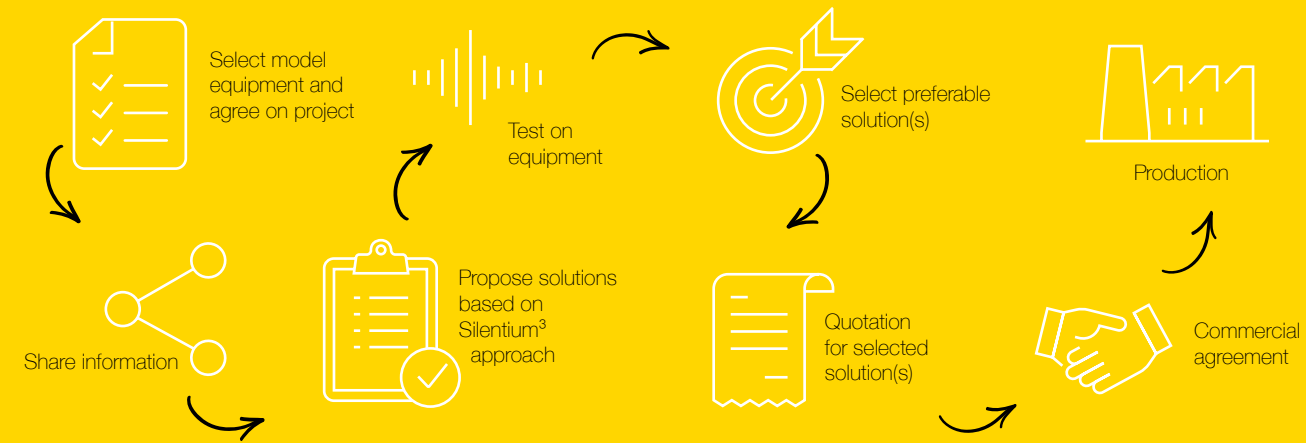 Select model
equipment and
agree on project
Share information
Propose solutions
based on
Silentium³
approach
Test on
equipment
Select preferable
solution(s)
Quotation
for selected
solution(s)
Commercial
agreement
Production